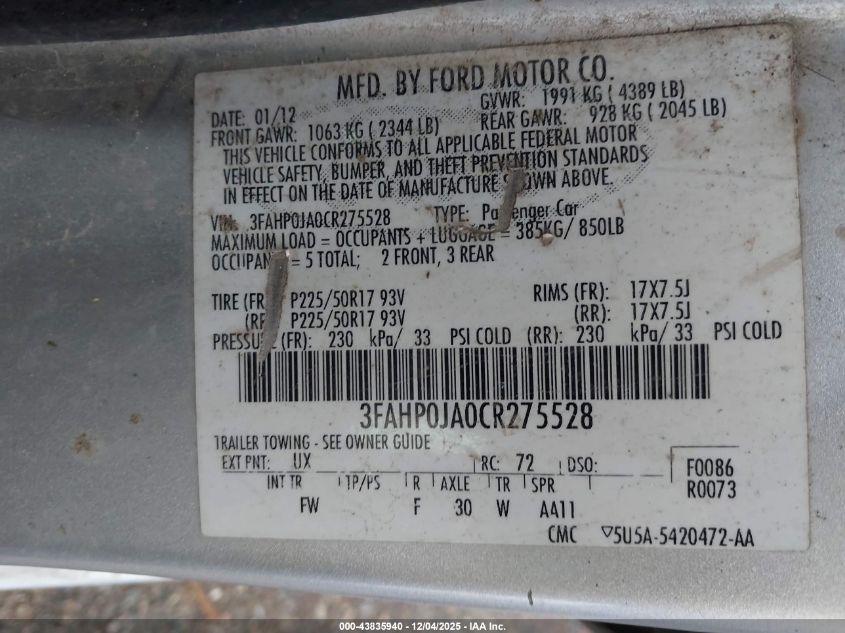 MFD. BY FORD MOTOR CO.
DATE: 01/12 GVWR: 1991 KG ( 4389 LB)
FRONT GAWR: 1063 KG ( 2344 LB) REAR GAWR: 928 KG ( 2045 LB)
THIS VEHICLE CONFORMS TO ALL APPLICABLE FEDERAL MOTOR
VEHICLE SAFETY, BUMPER, AND THEFT PREVENTION STANDARDS
IN EFFECT ON THE DATE OF MANUFACTURE SHOWN ABOVE.
VIN: 3FAHP0JA0CR275528 TYPE: Passenger Car
MAXIMUM LOAD = OCCUPANTS + LUGGAGE = 385KG/ 850LB
OCCUPANTS = 5 TOTAL; 2 FRONT, 3 REAR
TIRE (FR): P225/50R17 93V RIMS (FR): 17X7.5J
(RR): P225/50R17 93V (RR): 17X7.5J
PRESSURE (FR): 230 kPa/ 33 PSI COLD (RR): 230 kPa/ 33 PSI COLD
3FAHP0JA0CR275528
TRAILER TOWING - SEE OWNER GUIDE
EXT PNT: UX RC: 72 DSO: F0086
INT TR TP/PS R AXLE TR SPR R0073
FW F 30 W AA11
CMC ▽5U5A-5420472-AA
000-43835940 - 12/04/2025 - IAA Inc.